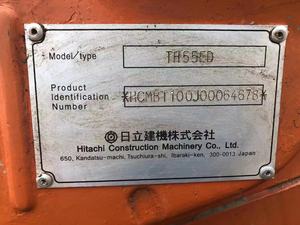 Model/type TH55ED
Product
Identification *HCMBT100J00064678*
Number
日立建機株式会社
Hitachi Construction Machinery Co., Ltd.
650, Kandatsu-machi, Tsuchiura-shi, Ibaraki-ken, 300-0013 Japan